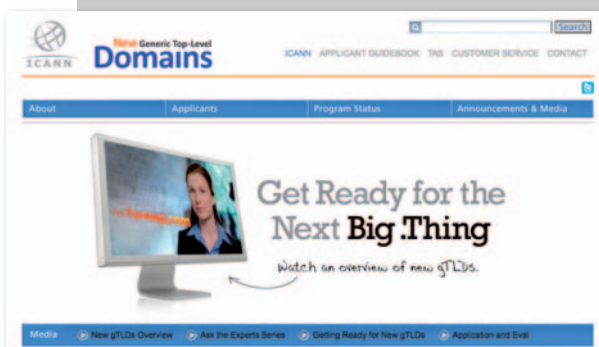 Search
New Generic Top-Level
Domains
ICANN
ICANN APPLICANT GUIDEBOOK TAS CUSTOMER SERVICE CONTACT
About Applicants Program Status Announcements & Media
Get Ready for the
Next Big .Thing
Watch an overview of new gTLDs.
Media New gTLDs Overview Ask the Experts Series Getting Ready for New gTLDs Application and Eval